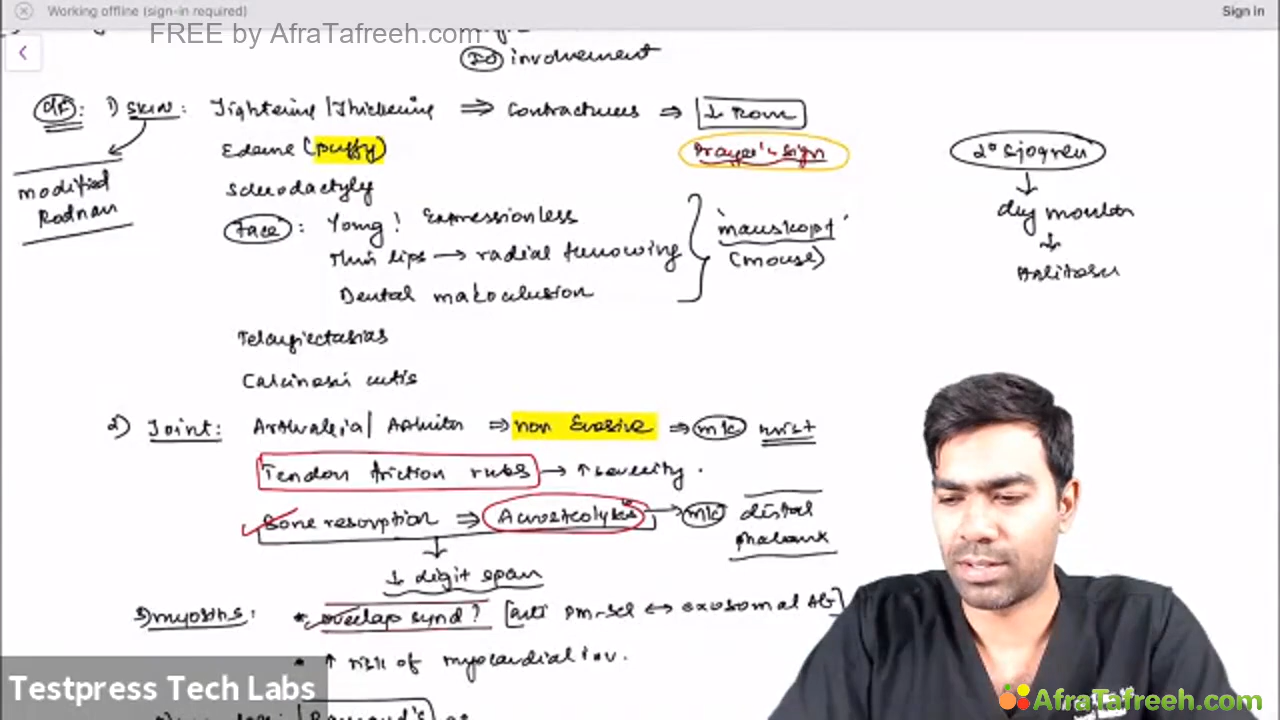 Working offline (sign-in required)
Sign in
FREE by AfraTafreeh.com
involvement
C/F : 1) SKIN : Tightening / Thickening ⇒ Contractures ⇒ ↓ ROM
Edema (Puffy)
Prayer's sign
2° Sjogren
modified Rodnan
Sclerodactyly
dry mouth
Face : Young! Expressionless
'mauskopf'
Thin lips → radial furrowing
(mouse)
Halitosis
Dental malocclusion
Telangiectasias
Calcinosis cutis
2) Joint : Arthralgia / Arthritis ⇒ non Erosive ⇒ m/c wrist
Tendon friction rubs → ↑ severity.
Bone resorption ⇒ Acroosteolysis → m/c distal phalanx
↓ digit span
3) myositis : * overlap synd? [anti PM-Scl ↔ exosomal Ab]
* ↑ risk of myocardial inv.
Raynaud's
Testpress Tech Labs
AfraTafreeh.com